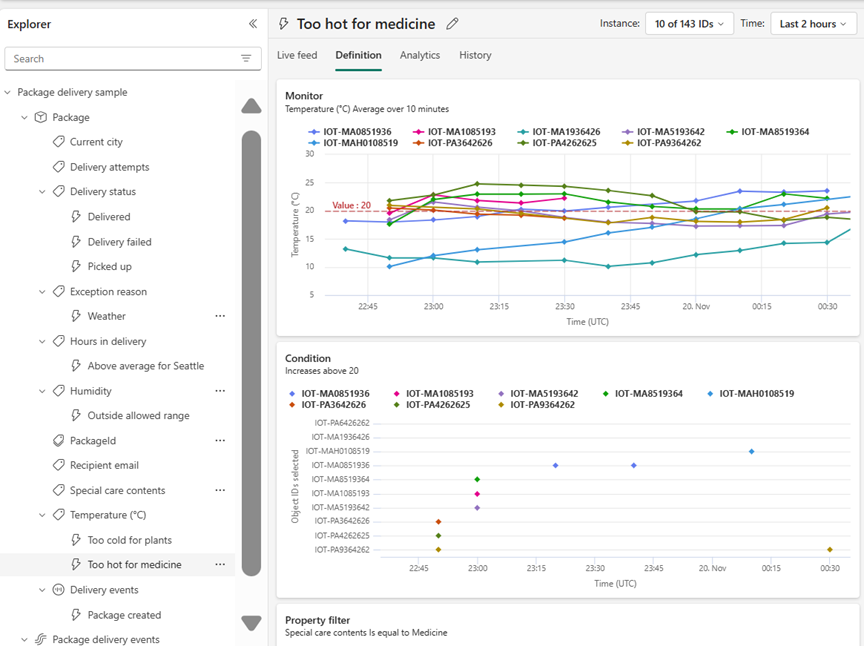 Explorer
Search
Package delivery sample
Package
Current city
Delivery attempts
Delivery status
Delivered
Delivery failed
Picked up
Exception reason
Weather
Hours in delivery
Above average for Seattle
Humidity
Outside allowed range
PackageId
Recipient email
Special care contents
Temperature (°C)
Too cold for plants
Too hot for medicine
Delivery events
Package created
Package delivery events
Too hot for medicine
Instance: 10 of 143 IDs Time: Last 2 hours
Live feed Definition Analytics History
Monitor
Temperature (°C) Average over 10 minutes
IOT-MA0851936 IOT-MA1085193 IOT-MA1936426 IOT-MA5193642 IOT-MA8519364
IOT-MAH0108519 IOT-PA3642626 IOT-PA4262625 IOT-PA9364262
30
25
Value : 20
20
15
10
5
Temperature (°C)
22:45 23:00 23:15 23:30 23:45 20. Nov 00:15 00:30
Time (UTC)
Condition
Increases above 20
IOT-MA0851936 IOT-MA1085193 IOT-MA5193642 IOT-MA8519364 IOT-MAH0108519
IOT-PA3642626 IOT-PA4262625 IOT-PA9364262
Object IDs selected
IOT-PA6426262
IOT-MA1936426
IOT-MAH0108519
IOT-MA0851936
IOT-MA8519364
IOT-MA1085193
IOT-MA5193642
IOT-PA3642626
IOT-PA4262625
IOT-PA9364262
22:45 23:00 23:15 23:30 23:45 20. Nov 00:15 00:30
Time (UTC)
Property filter
Special care contents Is equal to Medicine